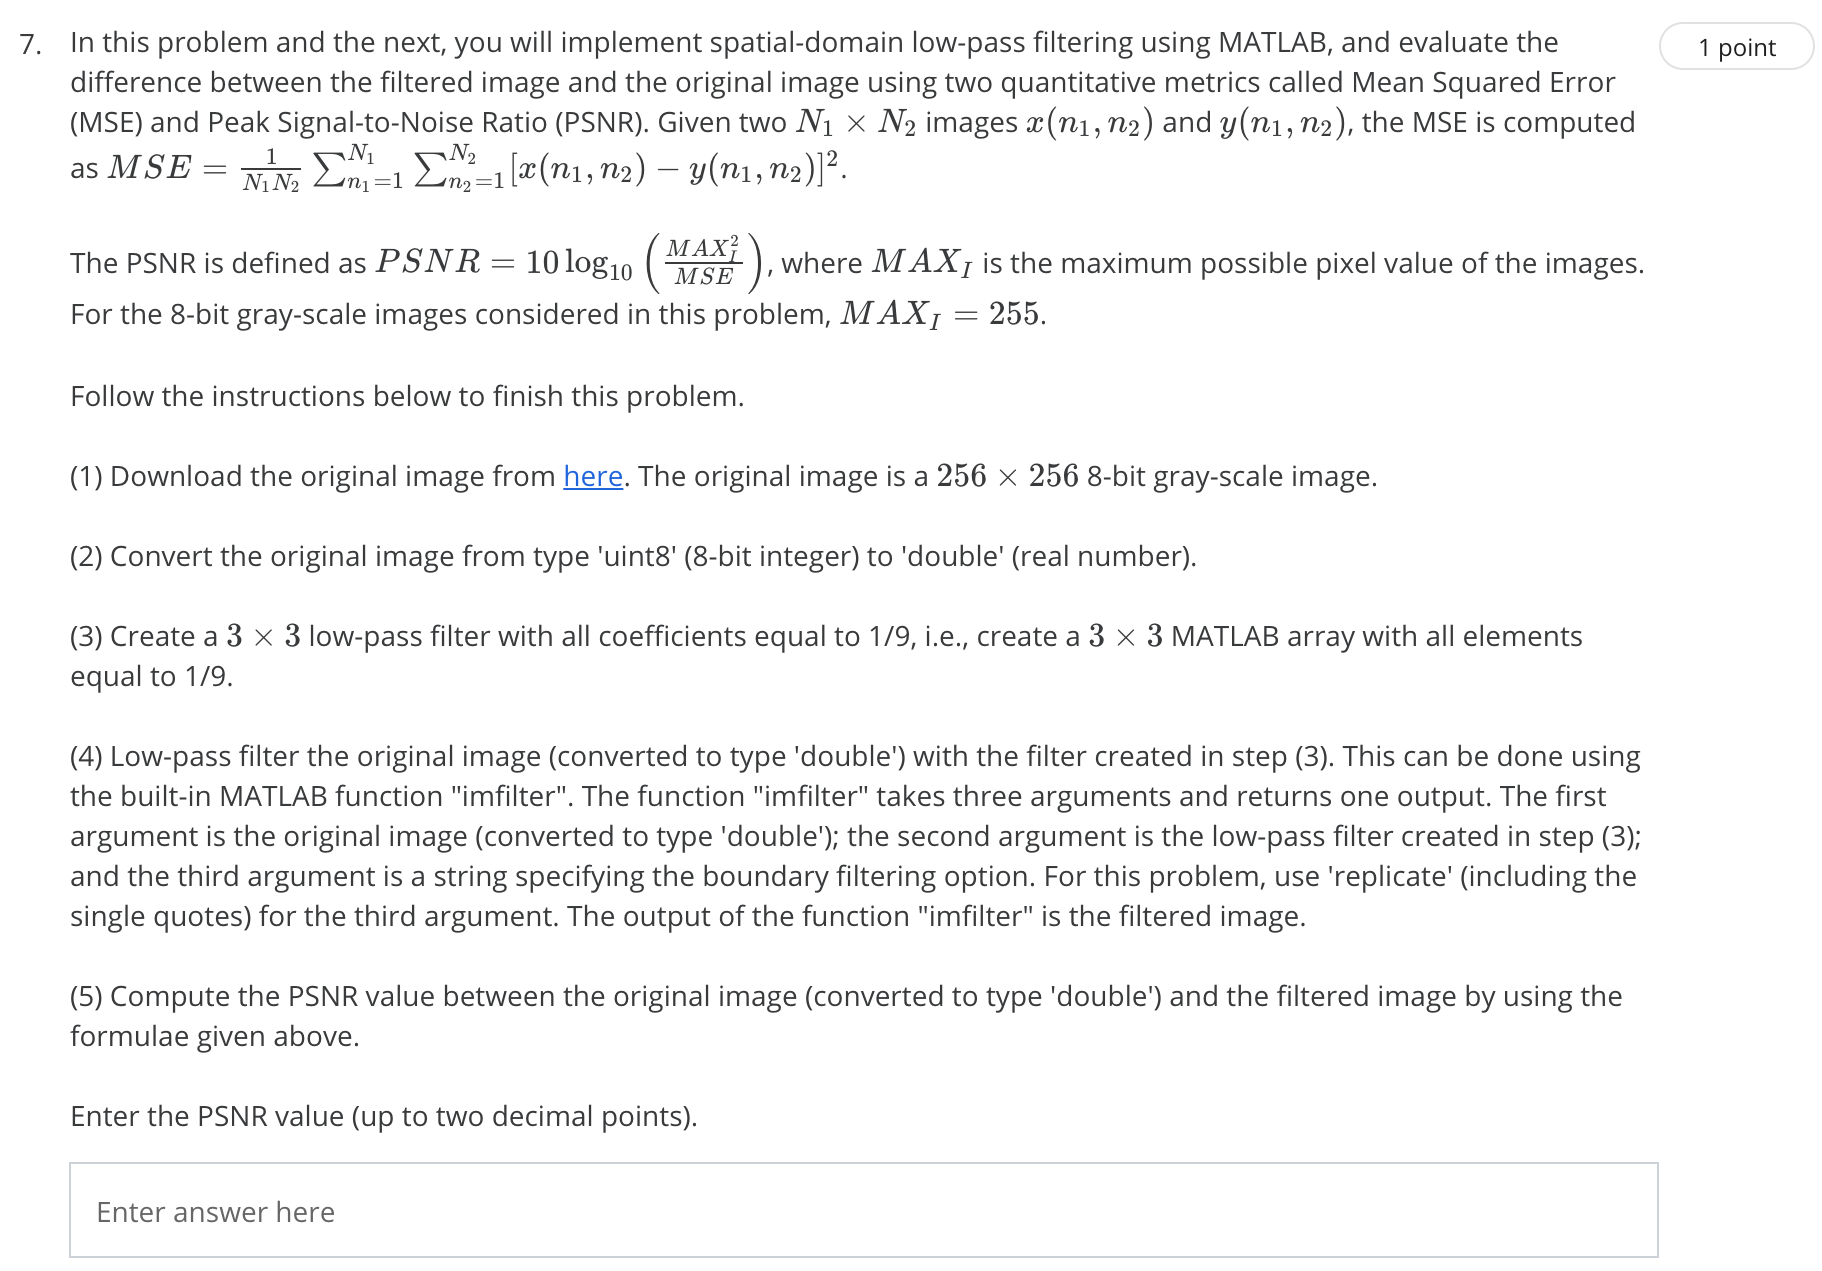 7. In this problem and the next, you will implement spatial-domain low-pass filtering using MATLAB, and evaluate the
1 point
difference between the filtered image and the original image using two quantitative metrics called Mean Squared Error
(MSE) and Peak Signal-to-Noise Ratio (PSNR). Given two $N_1 \times N_2$ images $x(n_1, n_2)$ and $y(n_1, n_2)$, the MSE is computed
as $MSE = \frac{1}{N_1 N_2} \sum_{n_1=1}^{N_1} \sum_{n_2=1}^{N_2} [x(n_1, n_2) - y(n_1, n_2)]^2$.
The PSNR is defined as $PSNR = 10 \log_{10} \left( \frac{MAX_I^2}{MSE} \right)$, where $MAX_I$ is the maximum possible pixel value of the images.
For the 8-bit gray-scale images considered in this problem, $MAX_I = 255$.
Follow the instructions below to finish this problem.
(1) Download the original image from here. The original image is a $256 \times 256$ 8-bit gray-scale image.
(2) Convert the original image from type 'uint8' (8-bit integer) to 'double' (real number).
(3) Create a $3 \times 3$ low-pass filter with all coefficients equal to 1/9, i.e., create a $3 \times 3$ MATLAB array with all elements
equal to 1/9.
(4) Low-pass filter the original image (converted to type 'double') with the filter created in step (3). This can be done using
the built-in MATLAB function "imfilter". The function "imfilter" takes three arguments and returns one output. The first
argument is the original image (converted to type 'double'); the second argument is the low-pass filter created in step (3);
and the third argument is a string specifying the boundary filtering option. For this problem, use 'replicate' (including the
single quotes) for the third argument. The output of the function "imfilter" is the filtered image.
(5) Compute the PSNR value between the original image (converted to type 'double') and the filtered image by using the
formulae given above.
Enter the PSNR value (up to two decimal points).
Enter answer here